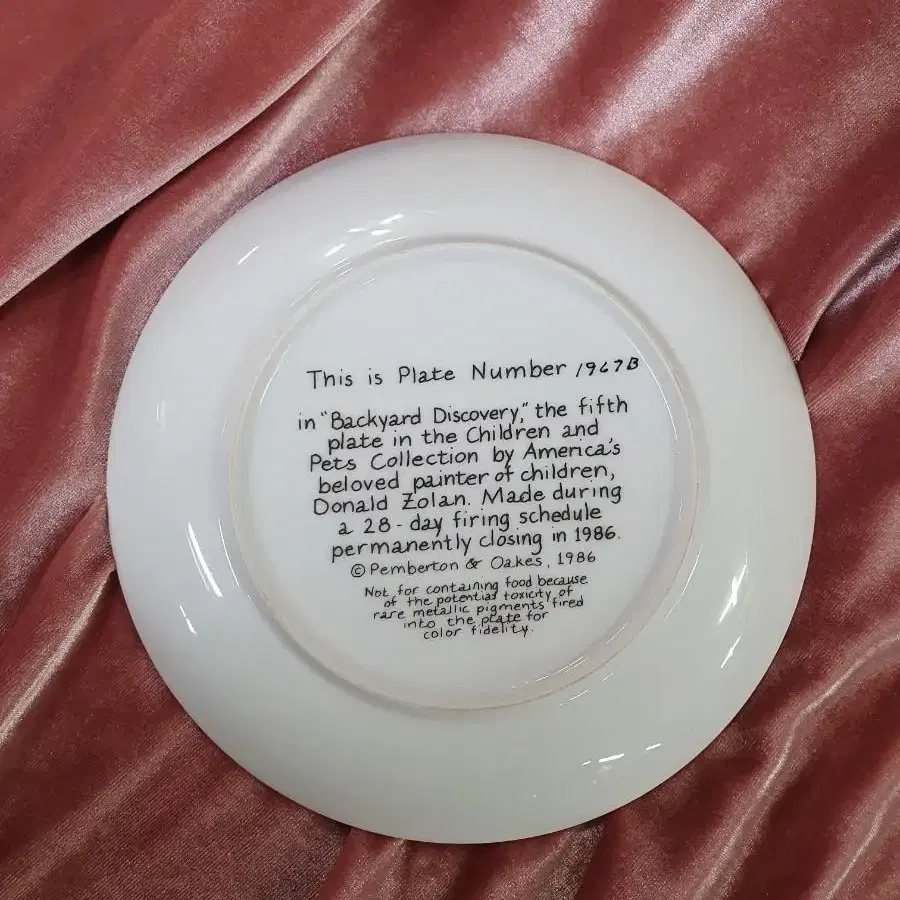 This is Plate Number 1967B
in "Backyard Discovery," the fifth
plate in the Children and
Pets Collection by America's
beloved painter of children,
Donald Zolan. Made during
a 28-day firing schedule
permanently closing in 1986.
© Pemberton & Oakes, 1986
Not for containing food because
of the potential toxicity of
rare metallic pigments fired
into the plate for
color fidelity.